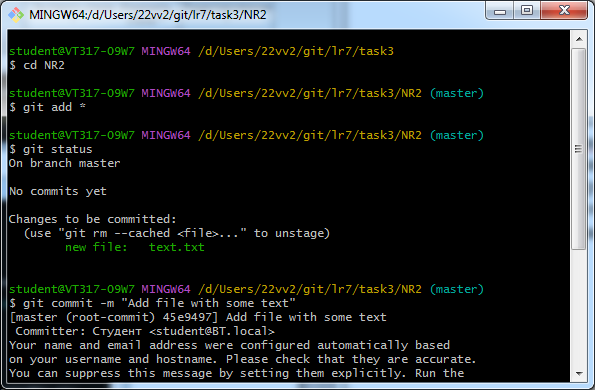 MINGW64:/d/Users/22vv2/git/lr7/task3/NR2
student@VT317-09W7 MINGW64 /d/Users/22vv2/git/lr7/task3
$ cd NR2
student@VT317-09W7 MINGW64 /d/Users/22vv2/git/lr7/task3/NR2 (master)
$ git add *
student@VT317-09W7 MINGW64 /d/Users/22vv2/git/lr7/task3/NR2 (master)
$ git status
On branch master
No commits yet
Changes to be committed:
(use "git rm --cached <file>..." to unstage)
new file:   text.txt
student@VT317-09W7 MINGW64 /d/Users/22vv2/git/lr7/task3/NR2 (master)
$ git commit -m "Add file with some text"
[master (root-commit) 45e9497] Add file with some text
Committer: Студент <student@BT.local>
Your name and email address were configured automatically based
on your username and hostname. Please check that they are accurate.
You can suppress this message by setting them explicitly. Run the